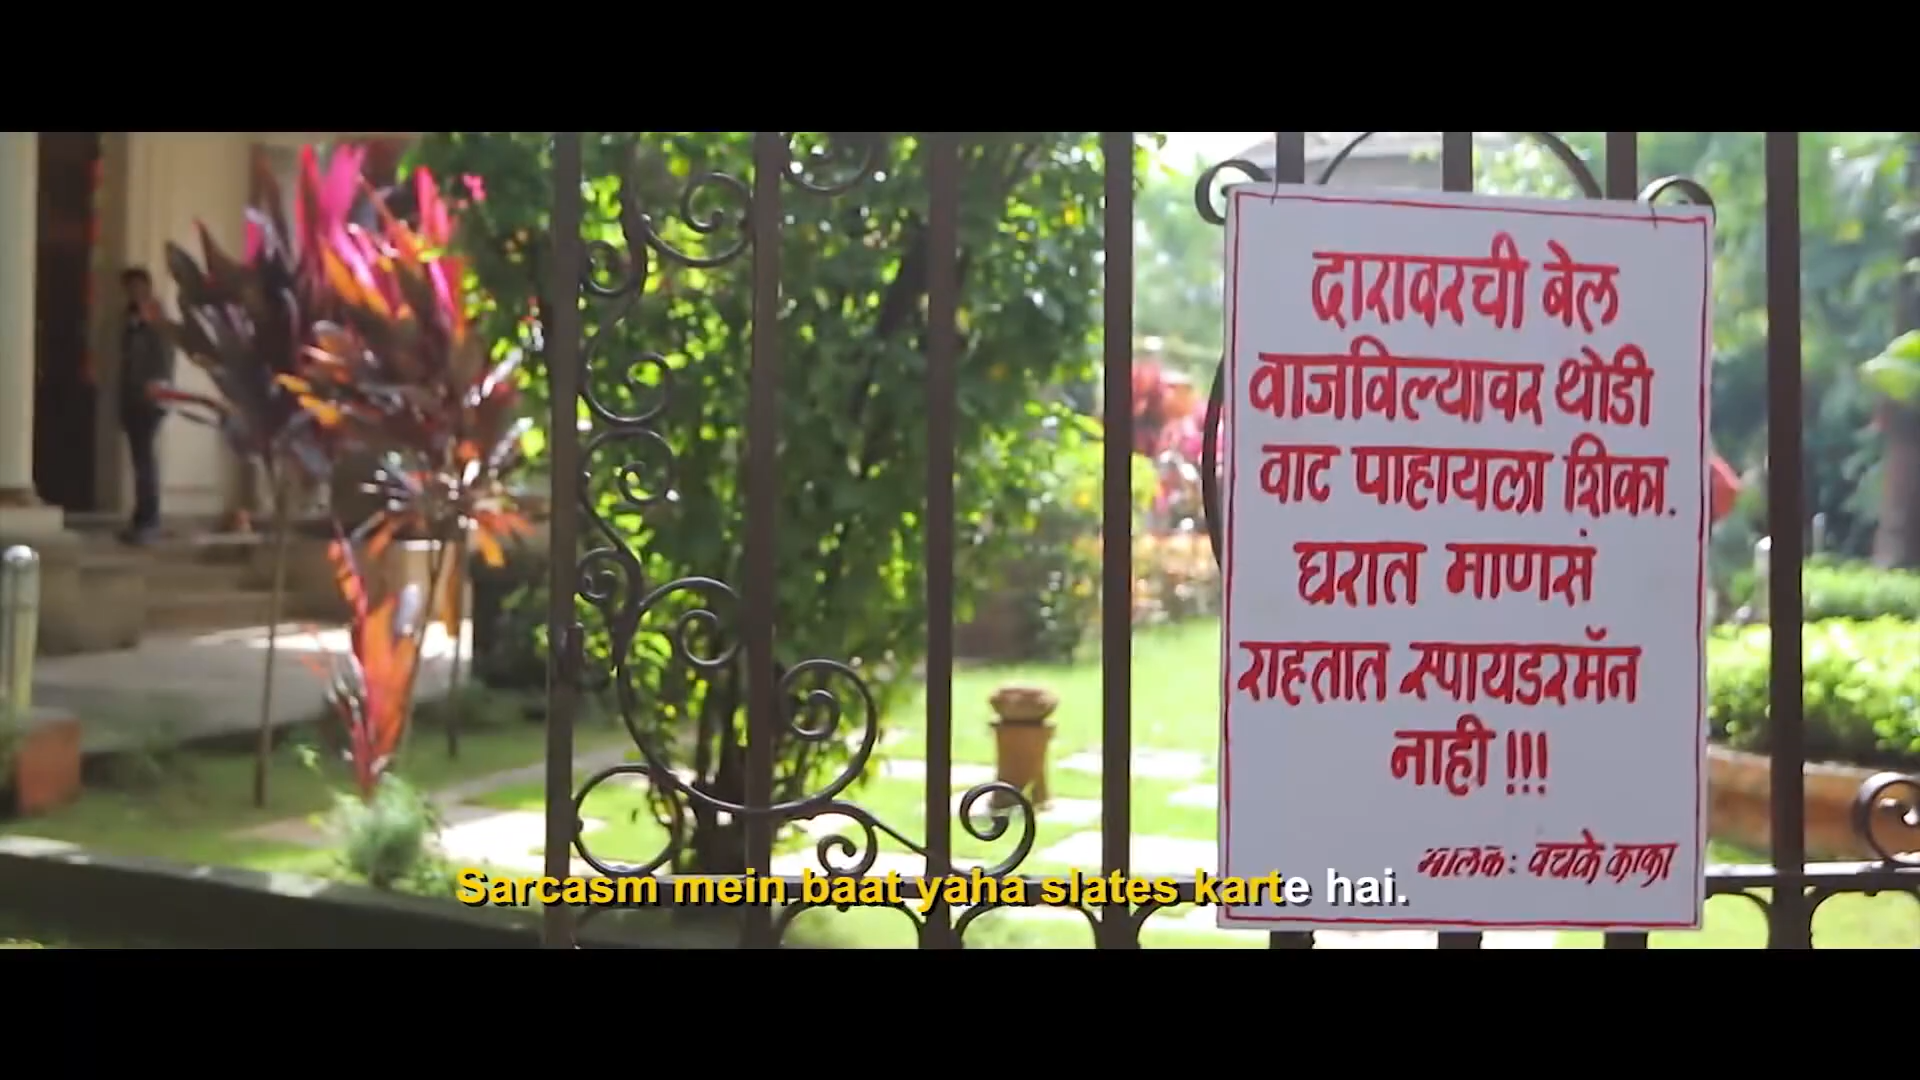 दारावरची बेल
वाजविल्यावर थोडी
वाट पाहायला शिका.
घरात माणसं
राहतात स्पायडरमॅन
नाही !!!
मालक: वचके काका
Sarcasm mein baat yaha slates karte hai.